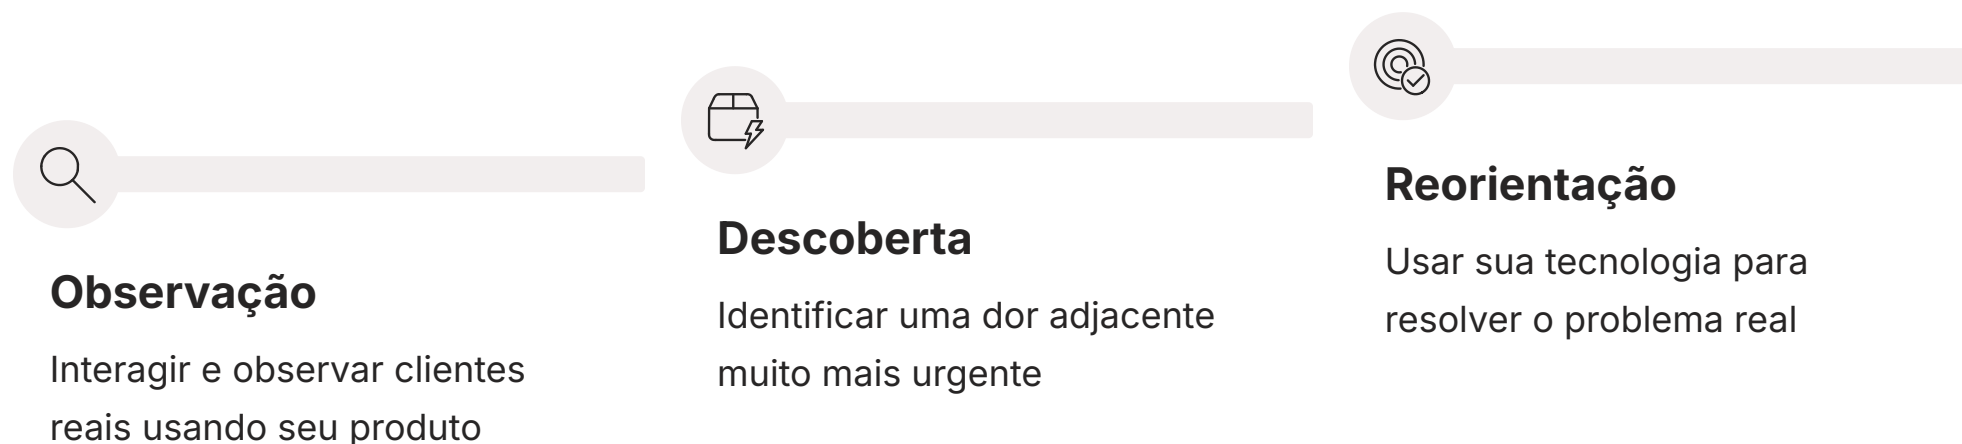 Observação
Interagir e observar clientes
reais usando seu produto
Descoberta
Identificar uma dor adjacente
muito mais urgente
Reorientação
Usar sua tecnologia para
resolver o problema real